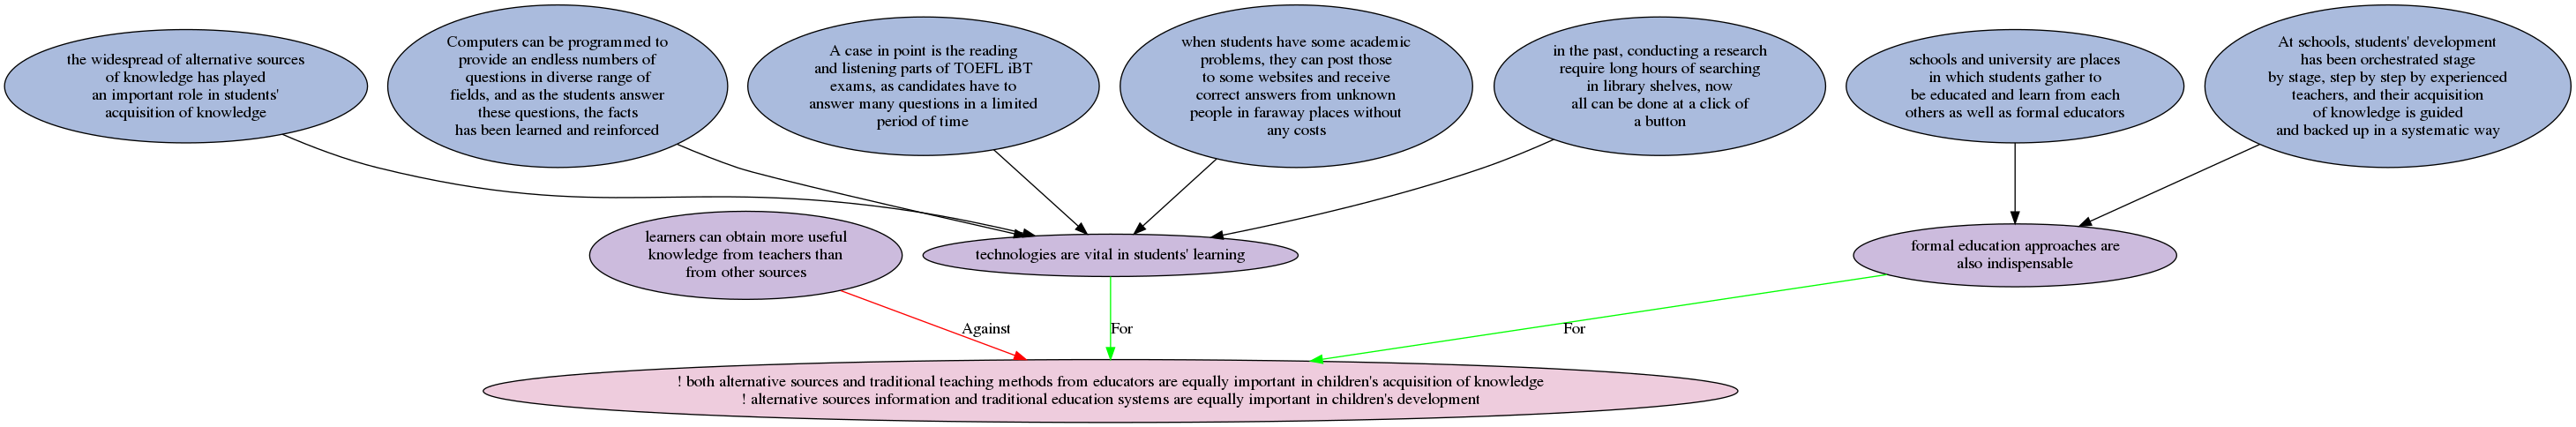 the widespread of alternative sources
of knowledge has played
an important role in students'
acquisition of knowledge
Computers can be programmed to
provide an endless numbers of
questions in diverse range of
fields, and as the students answer
these questions, the facts
has been learned and reinforced
A case in point is the reading
and listening parts of TOEFL iBT
exams, as candidates have to
answer many questions in a limited
period of time
when students have some academic
problems, they can post those
to some websites and receive
correct answers from unknown
people in faraway places without
any costs
in the past, conducting a research
require long hours of searching
in library shelves, now
all can be done at a click of
a button
schools and university are places
in which students gather to
be educated and learn from each
others as well as formal educators
At schools, students' development
has been orchestrated stage
by stage, step by step by experienced
teachers, and their acquisition
of knowledge is guided
and backed up in a systematic way
learners can obtain more useful
knowledge from teachers than
from other sources
technologies are vital in students' learning
formal education approaches are
also indispensable
Against
For
For
! both alternative sources and traditional teaching methods from educators are equally important in children's acquisition of knowledge
! alternative sources information and traditional education systems are equally important in children's development